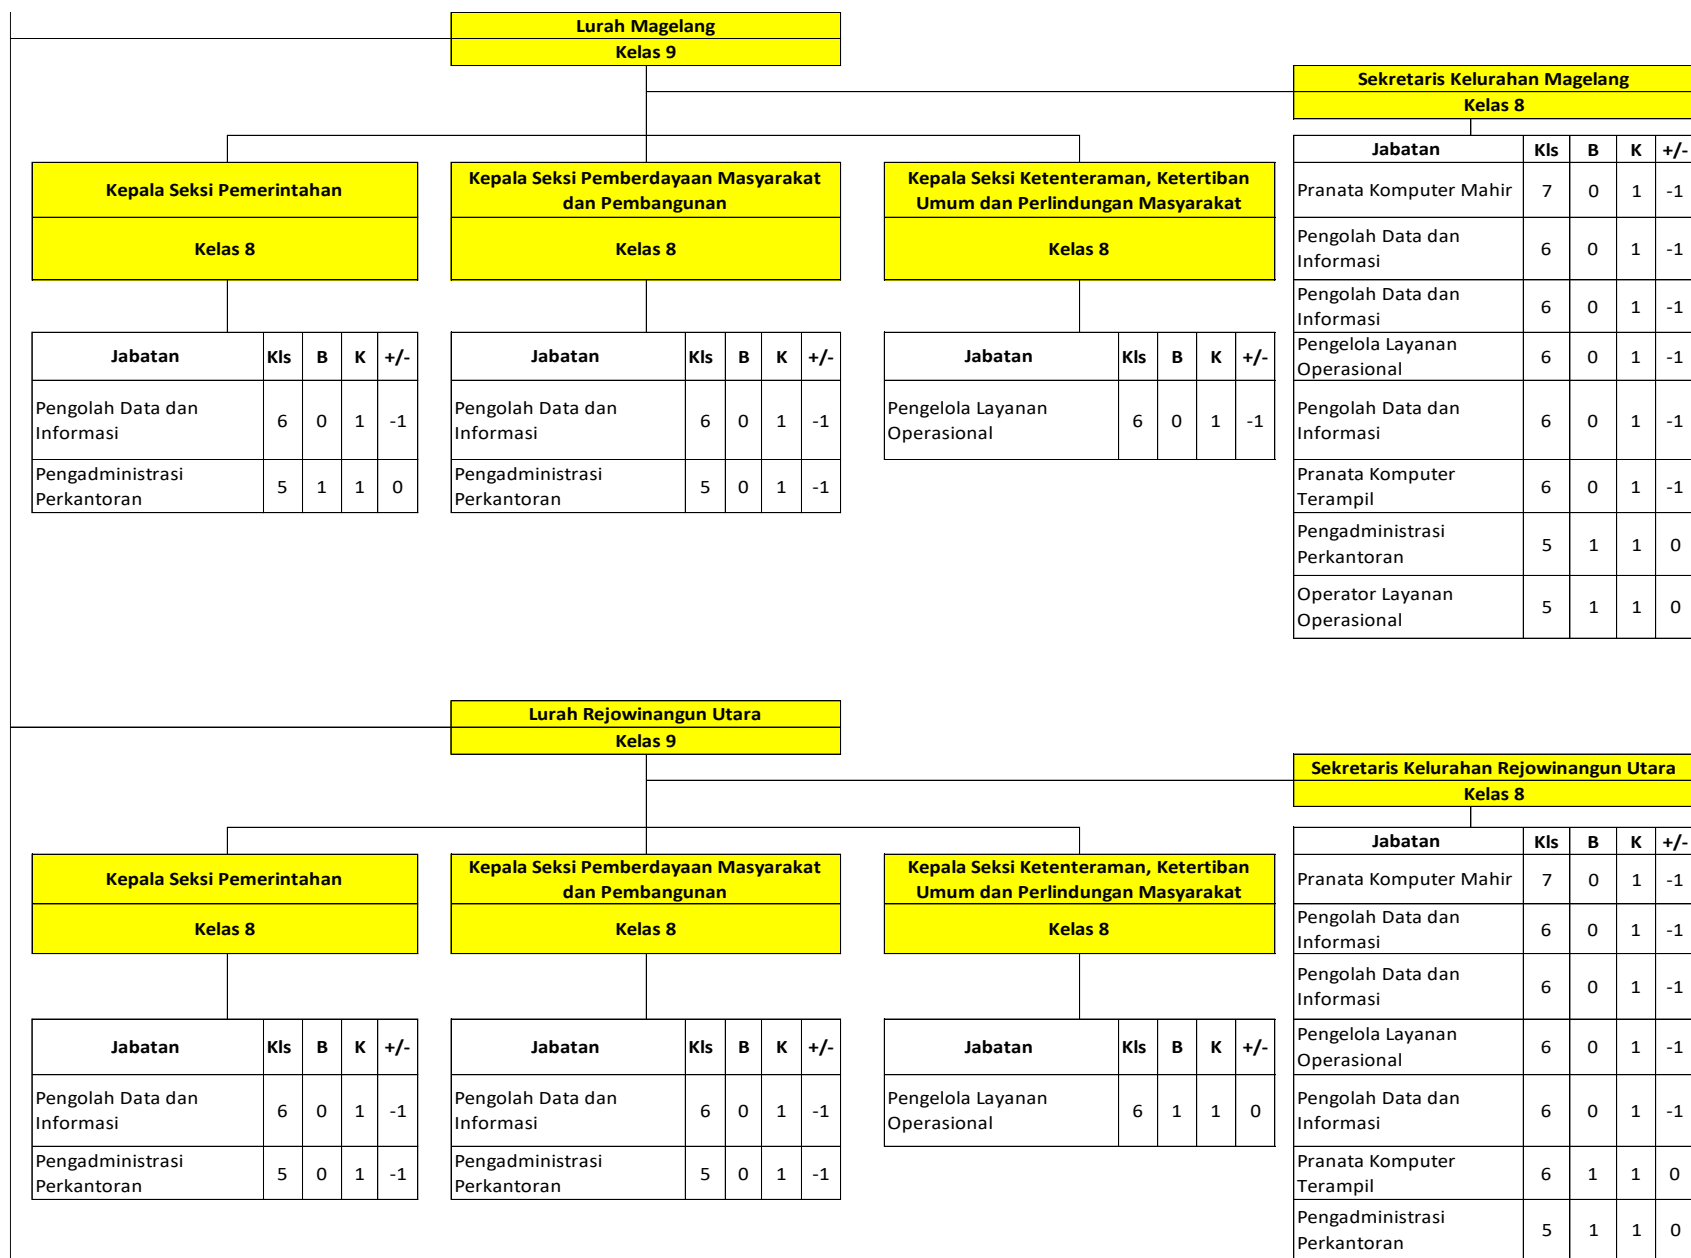 Lurah Magelang
Kelas 9
Sekretaris Kelurahan Magelang
Kelas 8
Kepala Seksi Pemerintahan
Kelas 8
Kepala Seksi Pemberdayaan Masyarakat
dan Pembangunan
Kelas 8
Kepala Seksi Ketenteraman, Ketertiban
Umum dan Perlindungan Masyarakat
Kelas 8
Jabatan Kls B K +/-
Pengolah Data dan
Informasi 6 0 1 -1
Pengadministrasi
Perkantoran 5 1 1 0
Jabatan Kls B K +/-
Pengolah Data dan
Informasi 6 0 1 -1
Pengadministrasi
Perkantoran 5 0 1 -1
Jabatan Kls B K +/-
Pengelola Layanan
Operasional 6 0 1 -1
Jabatan Kls B K +/-
Pranata Komputer Mahir 7 0 1 -1
Pengolah Data dan
Informasi 6 0 1 -1
Pengolah Data dan
Informasi 6 0 1 -1
Pengelola Layanan
Operasional 6 0 1 -1
Pengolah Data dan
Informasi 6 0 1 -1
Pranata Komputer
Terampil 6 0 1 -1
Pengadministrasi
Perkantoran 5 1 1 0
Operator Layanan
Operasional 5 1 1 0
Lurah Rejowinangun Utara
Kelas 9
Sekretaris Kelurahan Rejowinangun Utara
Kelas 8
Kepala Seksi Pemerintahan
Kelas 8
Kepala Seksi Pemberdayaan Masyarakat
dan Pembangunan
Kelas 8
Kepala Seksi Ketenteraman, Ketertiban
Umum dan Perlindungan Masyarakat
Kelas 8
Jabatan Kls B K +/-
Pengolah Data dan
Informasi 6 0 1 -1
Pengadministrasi
Perkantoran 5 0 1 -1
Jabatan Kls B K +/-
Pengolah Data dan
Informasi 6 0 1 -1
Pengadministrasi
Perkantoran 5 0 1 -1
Jabatan Kls B K +/-
Pengelola Layanan
Operasional 6 1 1 0
Jabatan Kls B K +/-
Pranata Komputer Mahir 7 0 1 -1
Pengolah Data dan
Informasi 6 0 1 -1
Pengolah Data dan
Informasi 6 0 1 -1
Pengelola Layanan
Operasional 6 0 1 -1
Pengolah Data dan
Informasi 6 0 1 -1
Pranata Komputer
Terampil 6 1 1 0
Pengadministrasi
Perkantoran 5 1 1 0